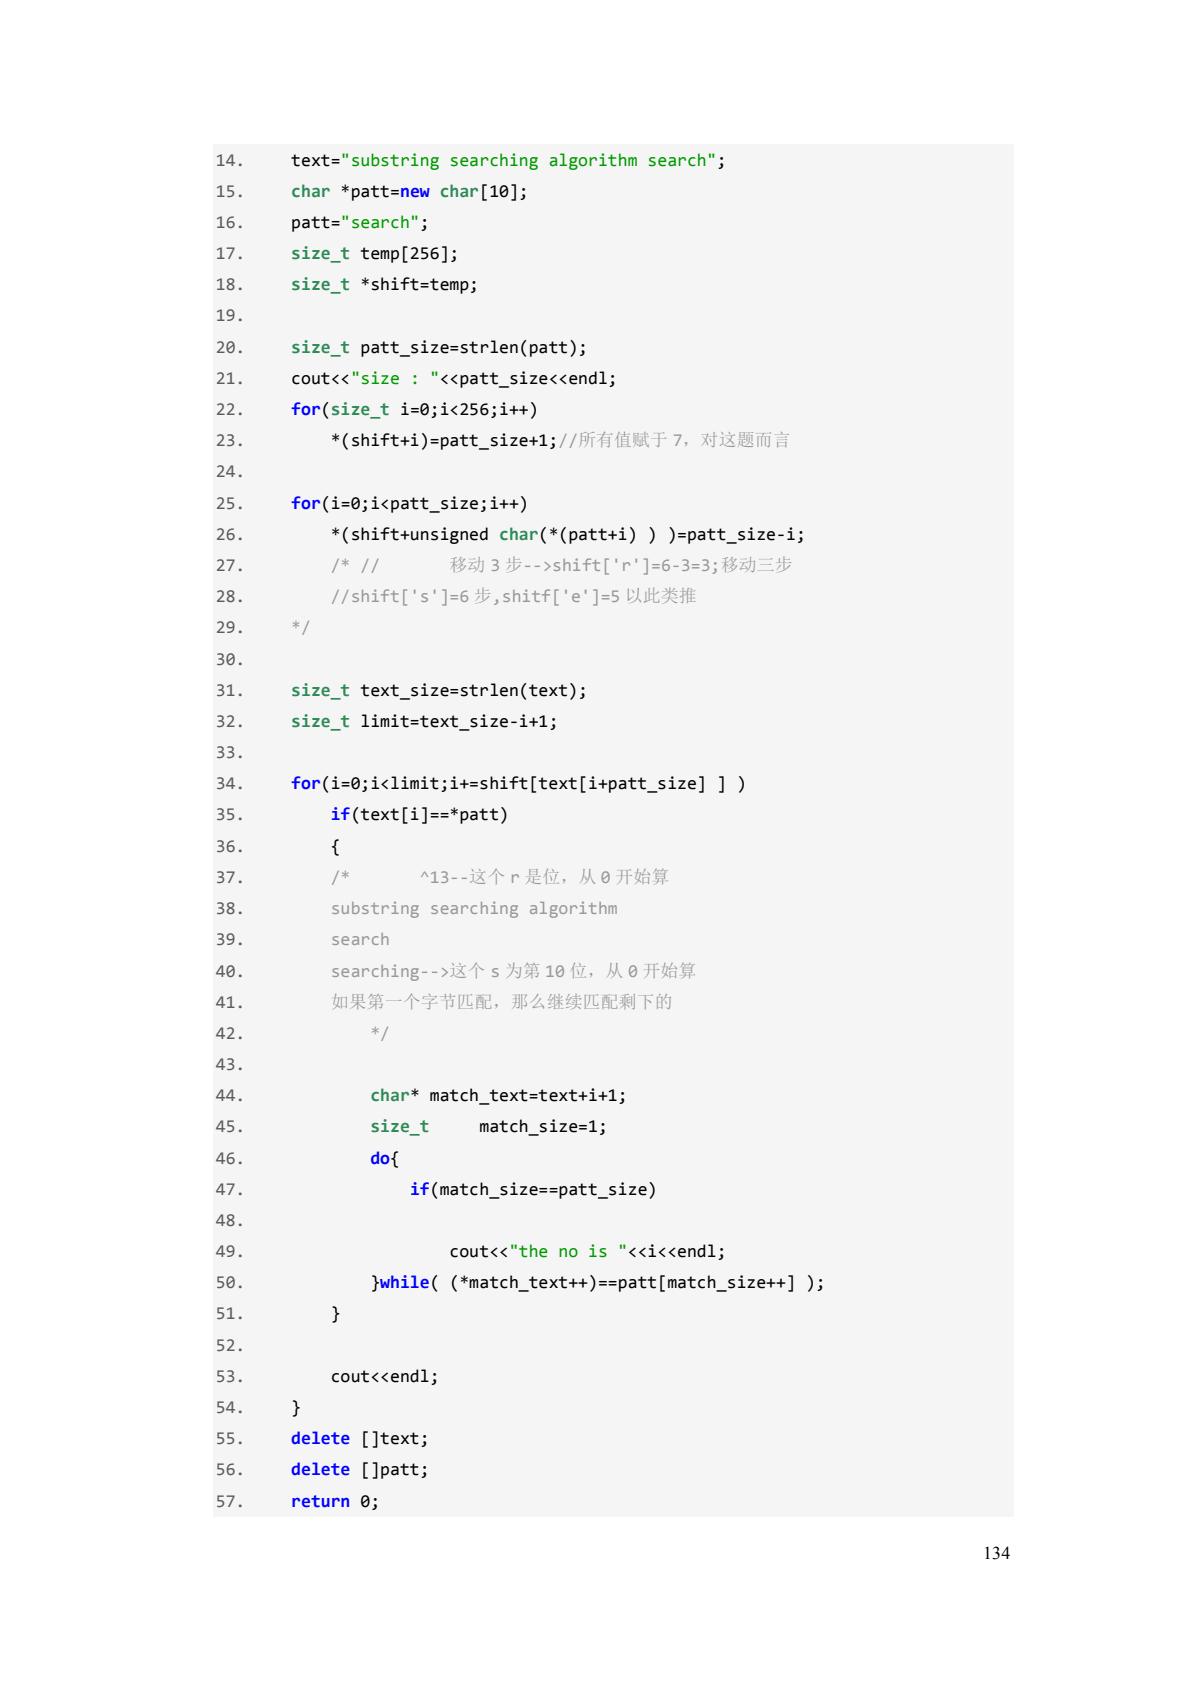 14. text="substring searching algorithm search";
15. char *patt=new char[10];
16. patt="search";
17. size_t temp[256];
18. size_t *shift=temp;
19.
20. size_t patt_size=strlen(patt);
21. cout<<"size : "<<patt_size<<endl;
22. for(size_t i=0;i<256;i++)
23. *(shift+i)=patt_size+1;//所有值赋于 7，对这题而言
24.
25. for(i=0;i<patt_size;i++)
26. *(shift+unsigned char(*(patt+i) ) )=patt_size-i;
27. /* // 移动 3 步-->shift['r']=6-3=3;移动三步
28. //shift['s']=6 步,shitf['e']=5 以此类推
29. */
30.
31. size_t text_size=strlen(text);
32. size_t limit=text_size-i+1;
33.
34. for(i=0;i<limit;i+=shift[text[i+patt_size] ] )
35. if(text[i]==*patt)
36. {
37. /* ^13--这个 r 是位，从 0 开始算
38. substring searching algorithm
39. search
40. searching-->这个 s 为第 10 位，从 0 开始算
41. 如果第一个字节匹配，那么继续匹配剩下的
42. */
43.
44. char* match_text=text+i+1;
45. size_t match_size=1;
46. do{
47. if(match_size==patt_size)
48.
49. cout<<"the no is "<<i<<endl;
50. }while( (*match_text++)==patt[match_size++] );
51. }
52.
53. cout<<endl;
54. }
55. delete []text;
56. delete []patt;
57. return 0;
134